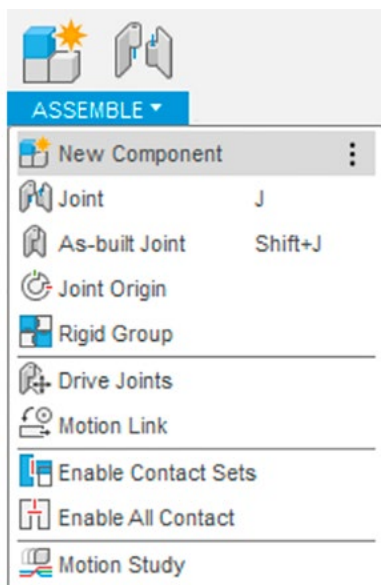 ASSEMBLE
New Component
Joint J
As-built Joint Shift+J
Joint Origin
Rigid Group
Drive Joints
Motion Link
Enable Contact Sets
Enable All Contact
Motion Study